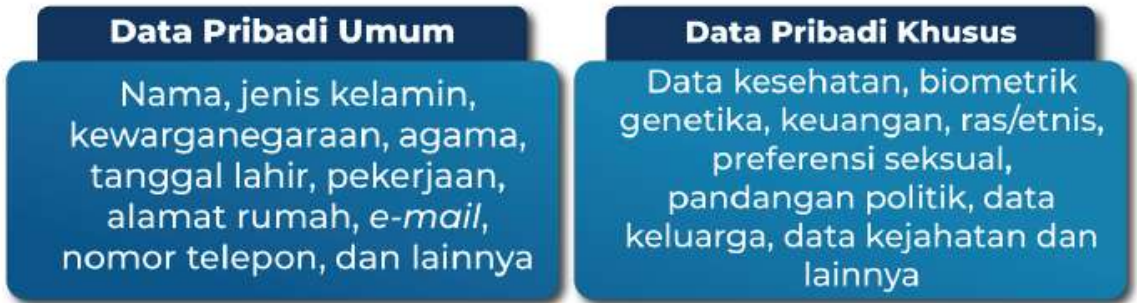 Data Pribadi Umum
Nama, jenis kelamin,
kewarganegaraan, agama,
tanggal lahir, pekerjaan,
alamat rumah, e-mail,
nomor telepon, dan lainnya
Data Pribadi Khusus
Data kesehatan, biometrik
genetika, keuangan, ras/etnis,
preferensi seksual,
pandangan politik, data
keluarga, data kejahatan dan
lainnya